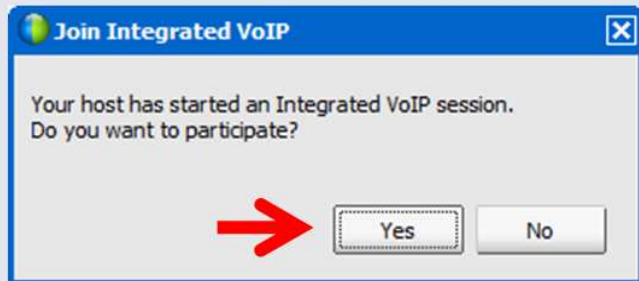 Join Integrated VoIP
Your host has started an Integrated VoIP session.
Do you want to participate?
Yes
No